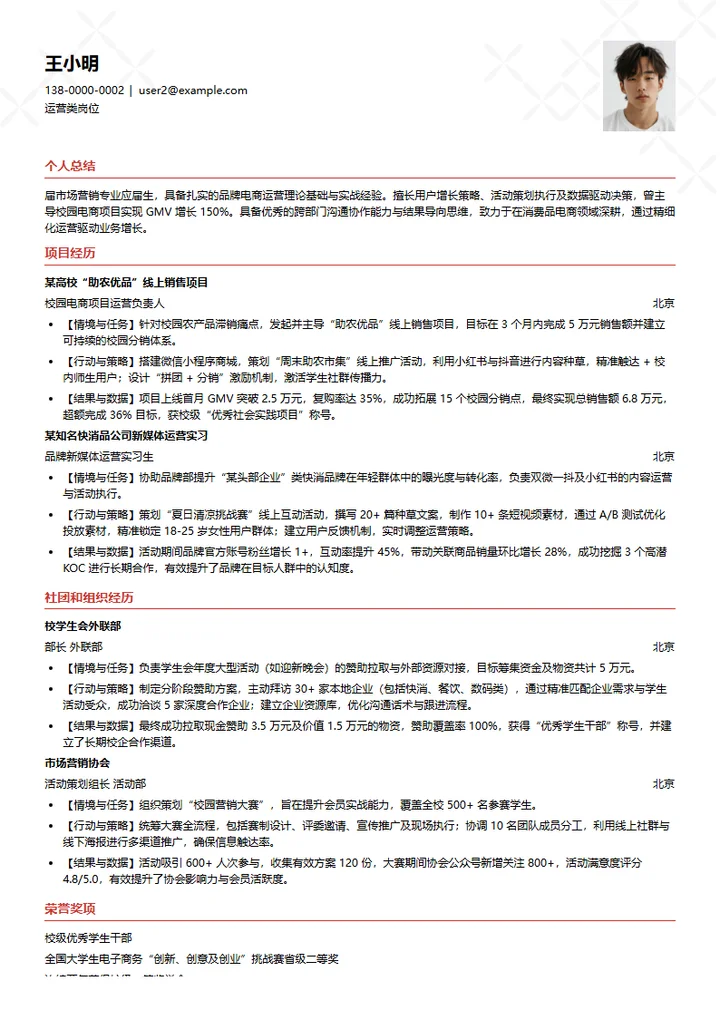 王小明
138-0000-0002 | user2@example.com
运营类岗位
个人总结
届市场营销专业应届生，具备扎实的品牌电商运营理论基础与实战经验。擅长用户增长策略、活动策划执行及数据驱动决策，曾主
导校园电商项目实现 GMV 增长 150%。具备优秀的跨部门沟通协作能力与结果导向思维，致力于在消费品电商领域深耕，通过精细
化运营驱动业务增长。
项目经历
某高校“助农优品”线上销售项目
校园电商项目运营负责人 北京
• 【情境与任务】针对校园农产品滞销痛点，发起并主导“助农优品”线上销售项目，目标在 3 个月内完成 5 万元销售额并建立
可持续的校园分销体系。
• 【行动与策略】搭建微信小程序商城，策划“周末助农市集”线上推广活动，利用小红书与抖音进行内容种草，精准触达 + 校
内师生用户；设计“拼团 + 分销”激励机制，激活学生社群传播力。
• 【结果与数据】项目上线首月 GMV 突破 2.5 万元，复购率达 35%，成功拓展 15 个校园分销点，最终实现总销售额 6.8 万元，
超额完成 36% 目标，获校级“优秀社会实践项目”称号。
某知名快消品公司新媒体运营实习
品牌新媒体运营实习生 北京
• 【情境与任务】协助品牌部提升“某头部企业”类快消品牌在年轻群体中的曝光度与转化率，负责双微一抖及小红书的内容运营
与活动执行。
• 【行动与策略】策划“夏日清凉挑战赛”线上互动活动，撰写 20+ 篇种草文案，制作 10+ 条短视频素材，通过 A/B 测试优化
投放素材，精准锁定 18-25 岁女性用户群体；建立用户反馈机制，实时调整运营策略。
• 【结果与数据】活动期间品牌官方账号粉丝增长 1+，互动率提升 45%，带动关联商品销量环比增长 28%，成功挖掘 3 个高潜
KOC 进行长期合作，有效提升了品牌在目标人群中的认知度。
社团和组织经历
校学生会外联部
部长 外联部 北京
• 【情境与任务】负责学生会年度大型活动（如迎新晚会）的赞助拉取与外部资源对接，目标筹集资金及物资共计 5 万元。
• 【行动与策略】制定分阶段赞助方案，主动拜访 30+ 家本地企业（包括快消、餐饮、数码类），通过精准匹配企业需求与学生
活动受众，成功洽谈 5 家深度合作企业；建立企业资源库，优化沟通话术与跟进流程。
• 【结果与数据】最终成功拉取现金赞助 3.5 万元及价值 1.5 万元的物资，赞助覆盖率 100%，获得“优秀学生干部”称号，并建
立了长期校企合作渠道。
市场营销协会
活动策划组长 活动部 北京
• 【情境与任务】组织策划“校园营销大赛”，旨在提升会员实战能力，覆盖全校 500+ 名参赛学生。
• 【行动与策略】统筹大赛全流程，包括赛制设计、评委邀请、宣传推广及现场执行；协调 10 名团队成员分工，利用线上社群与
线下海报进行多渠道推广，确保信息触达率。
• 【结果与数据】活动吸引 600+ 人次参与，收集有效方案 120 份，大赛期间协会公众号新增关注 800+，活动满意度评分
4.8/5.0，有效提升了协会影响力与会员活跃度。
荣誉奖项
校级优秀学生干部
全国大学生电子商务“创新、创意及创业”挑战赛省级二等奖